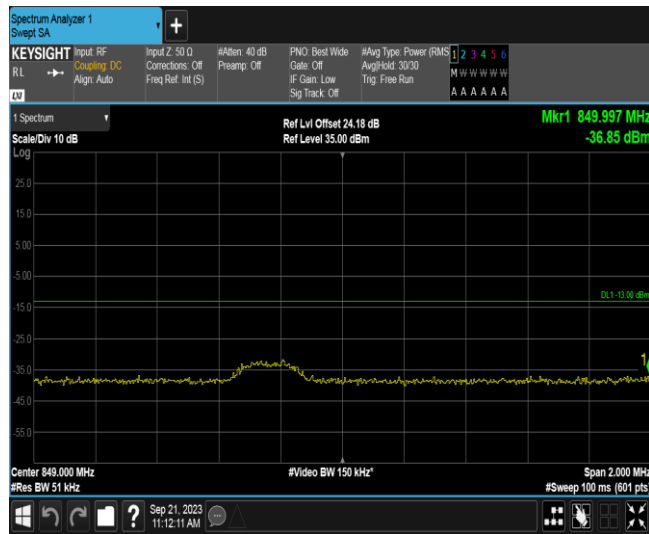 Spectrum Analyzer 1
Swept SA
+
KEYSIGHT
RL
LXI
Input: RF
Coupling: DC
Align: Auto
Input Z: 50 Ω
Corrections: Off
Freq Ref: Int (S)
#Atten: 40 dB
Preamp: Off
PNO: Best Wide
Gate: Off
IF Gain: Low
Sig Track: Off
#Avg Type: Power (RMS
Avg|Hold: 30/30
Trig: Free Run
1 2 3 4 5 6
M W W W W W
A A A A A A
1 Spectrum
Scale/Div 10 dB
Log
Ref Lvl Offset 24.18 dB
Ref Level 35.00 dBm
Mkr1 849.997 MHz
-36.85 dBm
25.0
15.0
5.00
-5.00
DL1 -13.00 dBm
-15.0
-25.0
-35.0
1
-45.0
-55.0
Center 849.000 MHz
#Res BW 51 kHz
#Video BW 150 kHz*
Span 2.000 MHz
#Sweep 100 ms (601 pts
?
Sep 21, 2023
11:12:11 AM